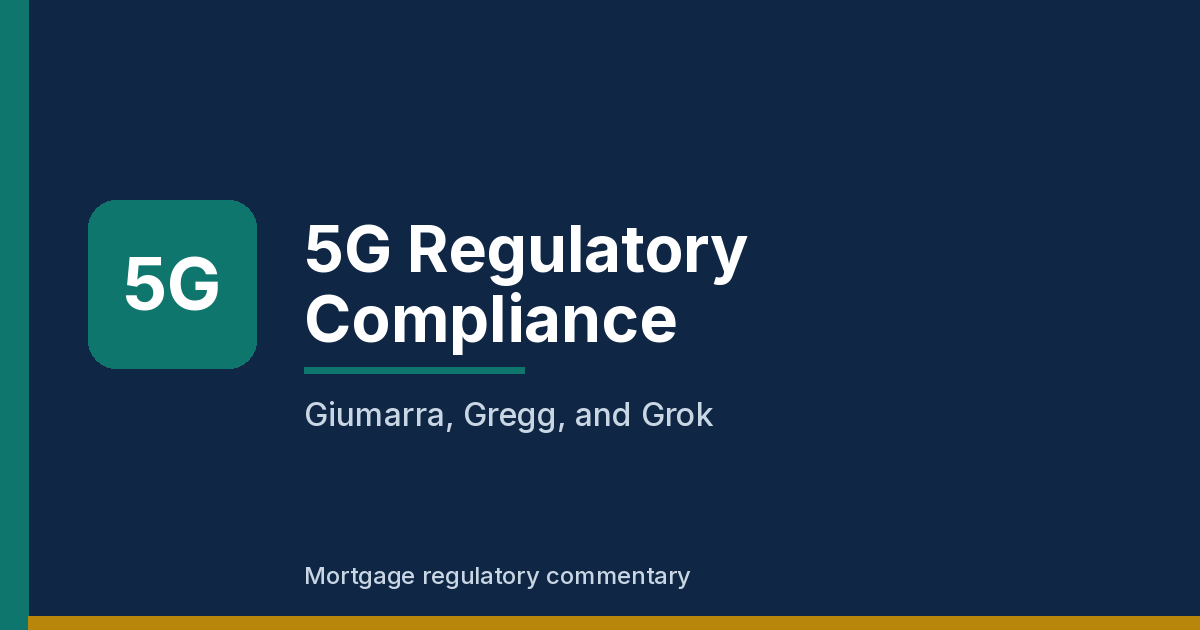 5G
5G Regulatory
Compliance
Giumarra, Gregg, and Grok
Mortgage regulatory commentary